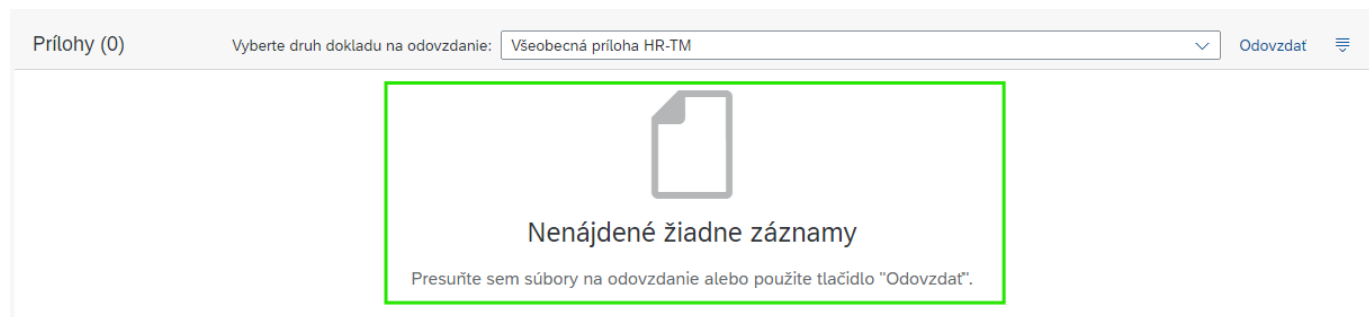 Prílohy (0)
Vyberte druh dokladu na odovzdanie:
Všeobecná príloha HR-TM
Odovzdať
Nenájdené žiadne záznamy
Presuňte sem súbory na odovzdanie alebo použite tlačidlo "Odovzdať".